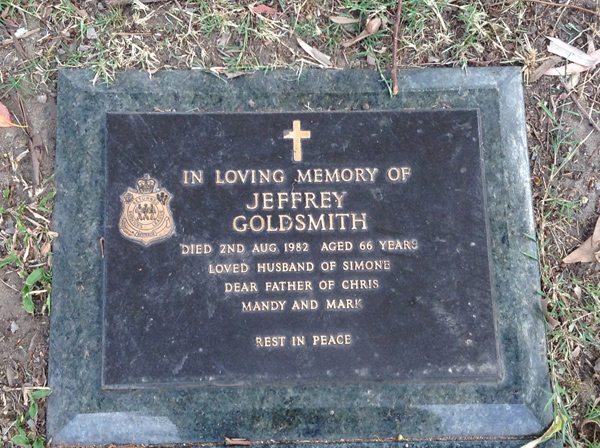 IN LOVING MEMORY OF
JEFFREY
GOLDSMITH
DIED 2ND AUG. 1982 AGED 66 YEARS
LOVED HUSBAND OF SIMONE
DEAR FATHER OF CHRIS
MANDY AND MARK
REST IN PEACE